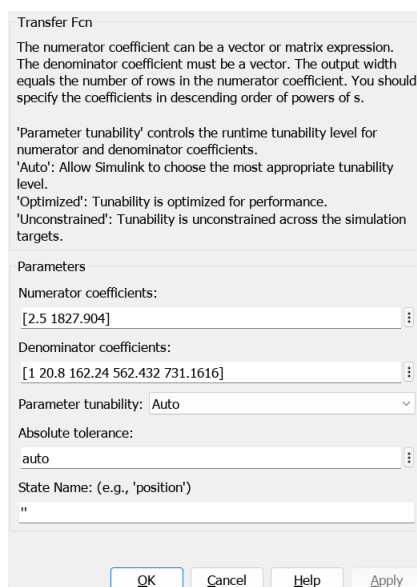 Transfer Fcn
The numerator coefficient can be a vector or matrix expression.
The denominator coefficient must be a vector. The output width
equals the number of rows in the numerator coefficient. You should
specify the coefficients in descending order of powers of s.
'Parameter tunability' controls the runtime tunability level for
numerator and denominator coefficients.
'Auto': Allow Simulink to choose the most appropriate tunability
level.
'Optimized': Tunability is optimized for performance.
'Unconstrained': Tunability is unconstrained across the simulation
targets.
Parameters
Numerator coefficients:
[2.5 1827.904]
Denominator coefficients:
[1 20.8 162.24 562.432 731.1616]
Parameter tunability: Auto
Absolute tolerance:
auto
State Name: (e.g., 'position')
''
OK Cancel Help Apply